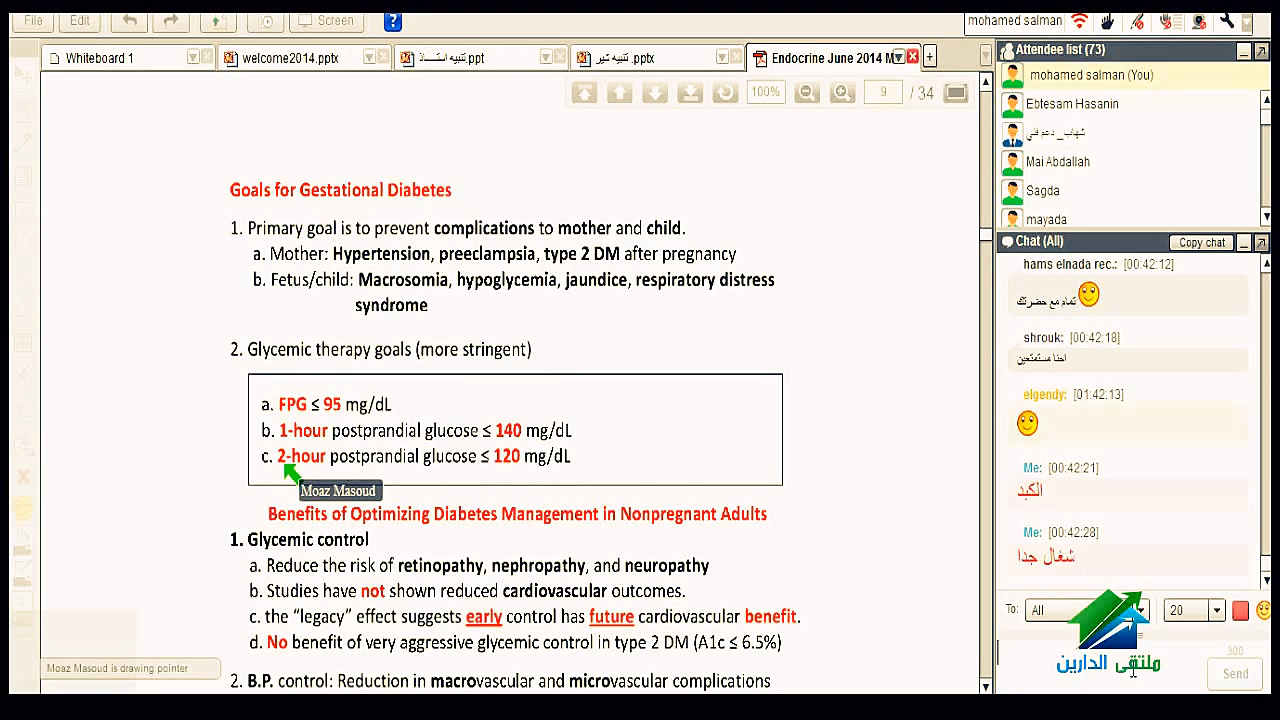 File Edit Screen ? mohamed salman
Whiteboard 1 welcome2014.pptx تنبيه استـــاذ.ppt تنبيه تير.pptx Endocrine June 2014 M +
100% 9 / 34
Goals for Gestational Diabetes
1. Primary goal is to prevent complications to mother and child.
a. Mother: Hypertension, preeclampsia, type 2 DM after pregnancy
b. Fetus/child: Macrosomia, hypoglycemia, jaundice, respiratory distress
syndrome
2. Glycemic therapy goals (more stringent)
a. FPG ≤ 95 mg/dL
b. 1-hour postprandial glucose ≤ 140 mg/dL
c. 2-hour postprandial glucose ≤ 120 mg/dL
Moaz Masoud
Benefits of Optimizing Diabetes Management in Nonpregnant Adults
1. Glycemic control
a. Reduce the risk of retinopathy, nephropathy, and neuropathy
b. Studies have not shown reduced cardiovascular outcomes.
c. the “legacy” effect suggests early control has future cardiovascular benefit.
d. No benefit of very aggressive glycemic control in type 2 DM (A1c ≤ 6.5%)
2. B.P. control: Reduction in macrovascular and microvascular complications
Moaz Masoud is drawing pointer
Attendee list (73)
mohamed salman (You)
Ebtesam Hasanin
شهاب_ دعم فني
Mai Abdallah
Sagda
mayada
Chat (All) Copy chat
hams elnada rec.: [00:42:12]
تمام مع حضرتك
shrouk: [00:42:18]
احنا مستمتعين
elgendy: [01:42:13]
Me: [00:42:21]
الكبد
Me: [00:42:28]
شغال جدا
To: All 20
ملتقى الدارين
300
Send